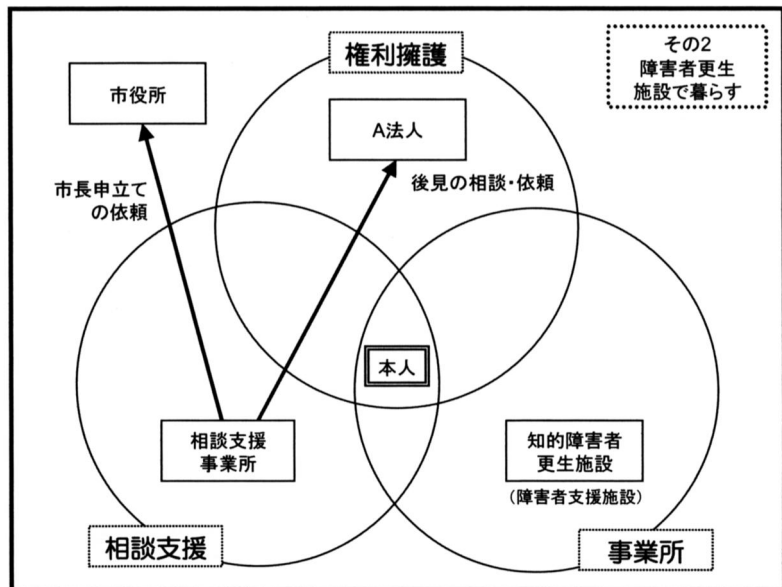 権利擁護
その2
障害者更生
施設で暮らす
市役所
A法人
市長申立て
の依頼
後見の相談・依頼
本人
相談支援
事業所
知的障害者
更生施設
(障害者支援施設)
相談支援
事業所